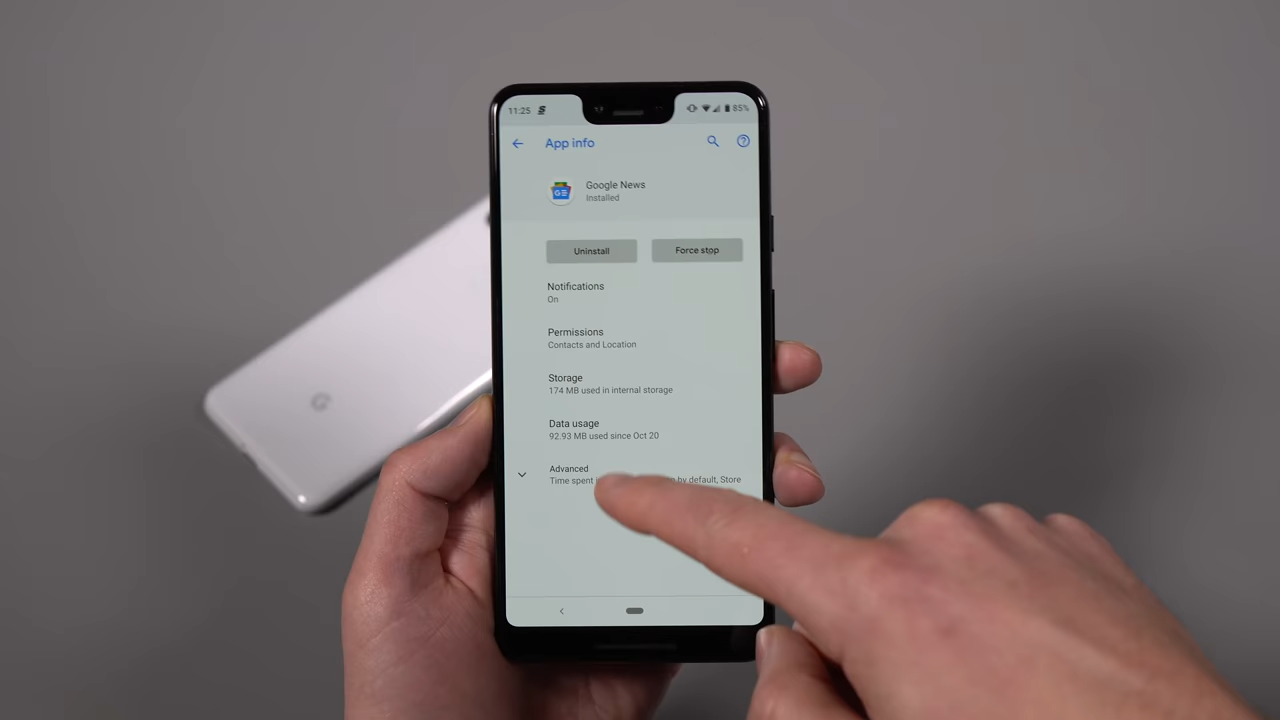 11:25
85%
App info
Google News
Installed
Uninstall
Force stop
Notifications
On
Permissions
Contacts and Location
Storage
174 MB used in internal storage
Data usage
92.93 MB used since Oct 20
Advanced
Time spent by default, Store